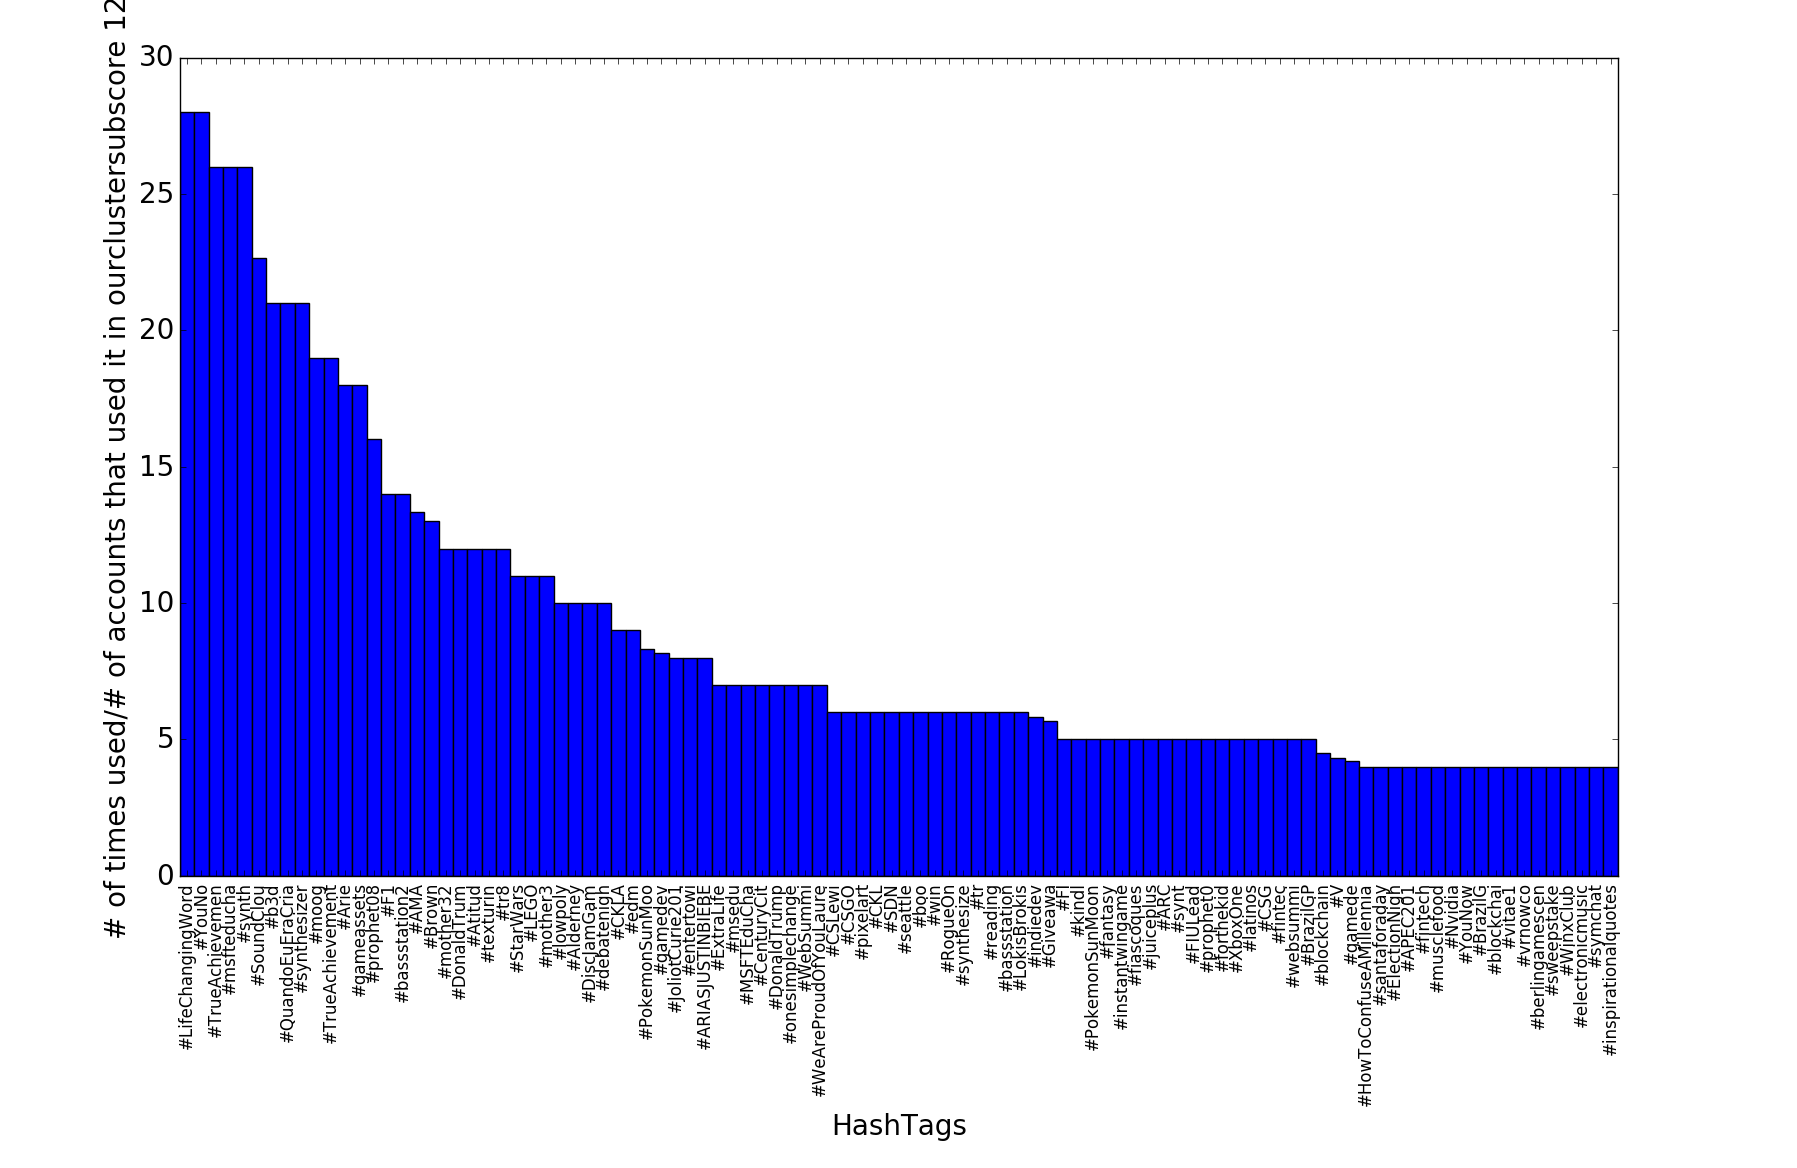 # of times used/# of accounts that used it in ourclustersubscore 12
30
25
20
15
10
5
0
#LifeChangingWord
#YouNo
#TrueAchievemen
#msfteducha
#synth
#SoundClou
#b3d
#QuandoEuEraCria
#synthesizer
#moog
#TrueAchievement
#Arie
#gameassets
#prophet08
#F1
#bassstation2
#AMA
#Brown
#mother32
#DonaldTrum
#Attitud
#texturin
#tr8
#StarWars
#LEGO
#mother3
#lowpoly
#Alderney
#DisclamGam
#debatenigh
#CKLA
#edm
#PokemonSunMoo
#gamedev
#JoliotCurie201
#entertowi
#ARIASJUSTINBIEBE
#ExtraLife
#msedu
#MSFTEduCha
#CenturyCit
#DonaldTrump
#onesimplechange
#WebSummi
#WeAreProudOfYouLaure
#CSLewi
#CSGO
#pixelart
#CKL
#SDN
#seattle
#boo
#win
#RogueOn
#synthesize
#tr
#reading
#bassstation
#LokisBrokis
#indiedev
#Giveawa
#FI
#kindl
#PokemonSunMoon
#fantasy
#instantwingame
#fiascoques
#juiceplus
#ARC
#synt
#FIULead
#prophet0
#forthekid
#XboxOne
#latinos
#CSG
#fintec
#websummi
#BrazilGP
#blockchain
#V
#gamede
#HowToConfuseAMillennia
#santaforaday
#ElectionNigh
#APEC201
#fintech
#musclefood
#Nvidia
#YouNow
#BrazilG
#blockchai
#vitae1
#vrnowco
#berlingamescen
#sweepstake
#WinxClub
#electronicmusic
#symchat
#inspirationalquotes
HashTags